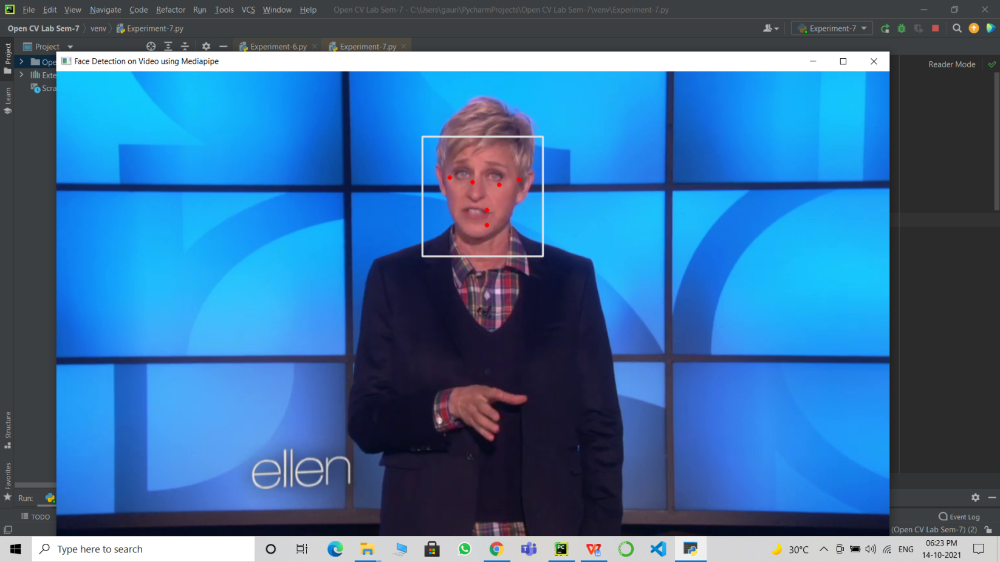 File Edit View Navigate Code Refactor Run Tools VCS Window Help Open CV Lab Sem-7 - C:\Users\gauri\PycharmProjects\Open CV Lab Sem-7\venv\Experiment-7.py
Open CV Lab Sem-7 venv Experiment-7.py Experiment-7
Project Experiment-6.py Experiment-7.py
Face Detection on Video using Mediapipe
Project
Ope
Exte
Scra
Reader Mode
Learn
ellen
Structure
Favorites
Run:
TODO Event Log
(Open CV Lab Sem-7) (2)
Type here to search
30°C ENG
06:23 PM
14-10-2021